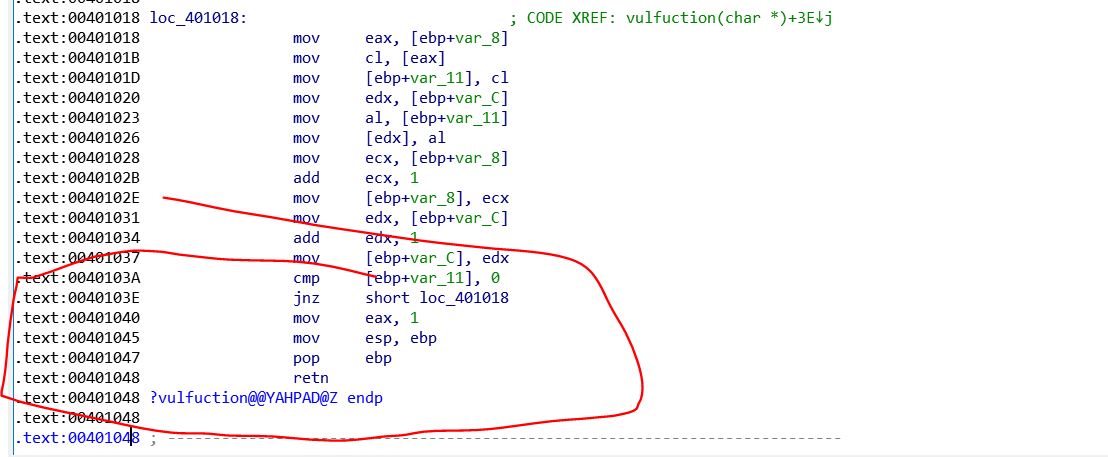 .text:00401018 loc_401018: ; CODE XREF: vulfuction(char *)+3E↓j
.text:00401018 mov eax, [ebp+var_8]
.text:0040101B mov cl, [eax]
.text:0040101D mov [ebp+var_11], cl
.text:00401020 mov edx, [ebp+var_C]
.text:00401023 mov al, [ebp+var_11]
.text:00401026 mov [edx], al
.text:00401028 mov ecx, [ebp+var_8]
.text:0040102B add ecx, 1
.text:0040102E mov [ebp+var_8], ecx
.text:00401031 mov edx, [ebp+var_C]
.text:00401034 add edx, 1
.text:00401037 mov [ebp+var_C], edx
.text:0040103A cmp [ebp+var_11], 0
.text:0040103E jnz short loc_401018
.text:00401040 mov eax, 1
.text:00401045 mov esp, ebp
.text:00401047 pop ebp
.text:00401048 retn
.text:00401048 ?vulfuction@@YAHPAD@Z endp
.text:00401048
.text:00401048 ; ---------------------------------------------------------------------------